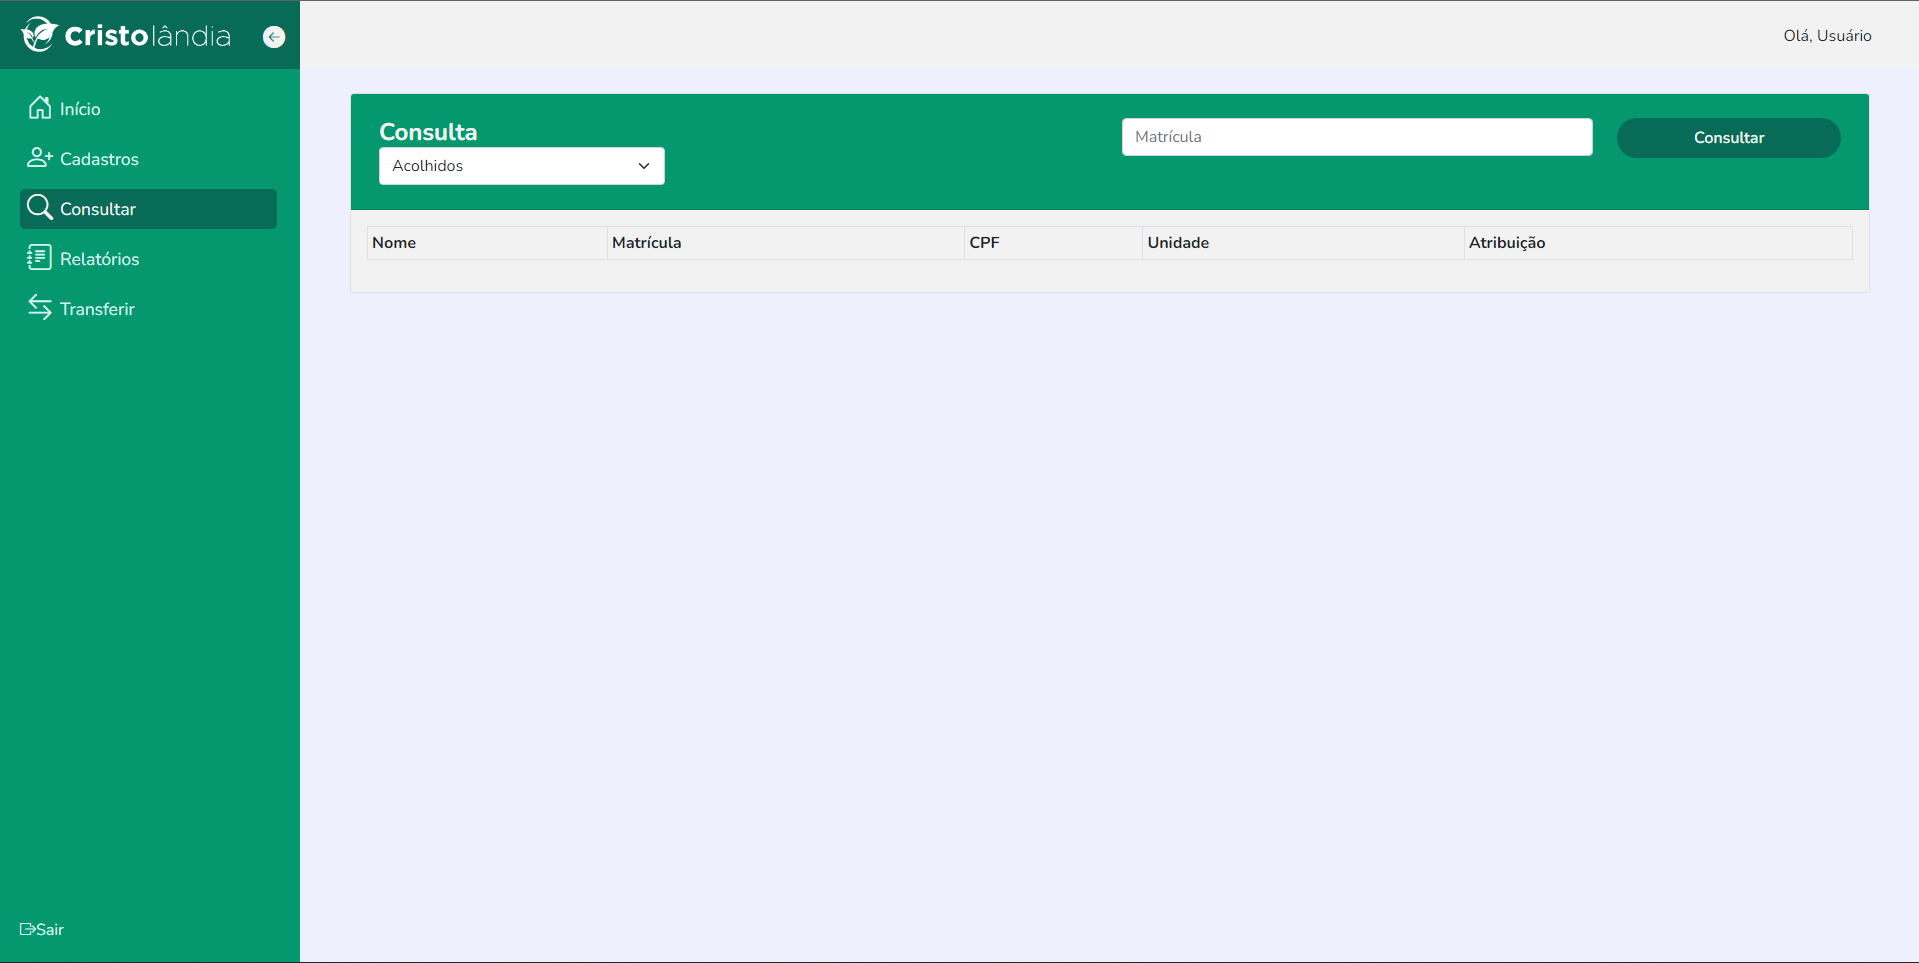 Cristolândia
Olá, Usuário
Início
Cadastros
Consultar
Relatórios
Transferir
Sair
Consulta
Acolhidos
Matrícula
Consultar
Nome Matrícula CPF Unidade Atribuição